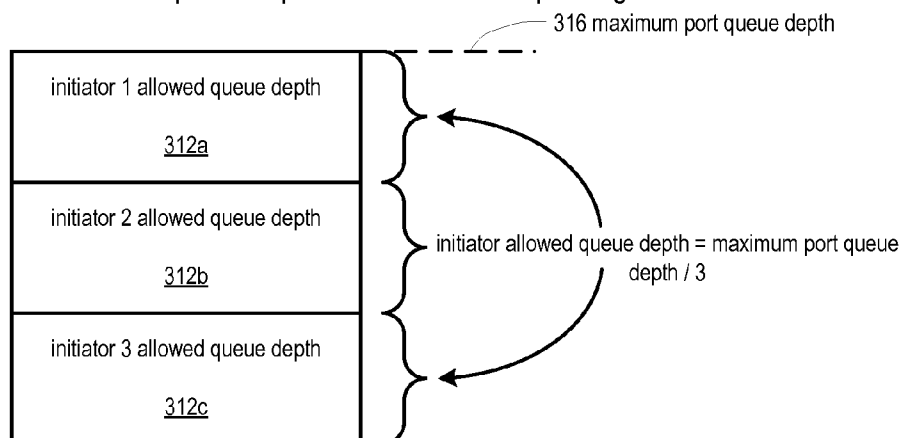 316 maximum port queue depth
initiator 1 allowed queue depth
312a
initiator 2 allowed queue depth
312b
initiator allowed queue depth = maximum port queue
depth / 3
initiator 3 allowed queue depth
312c